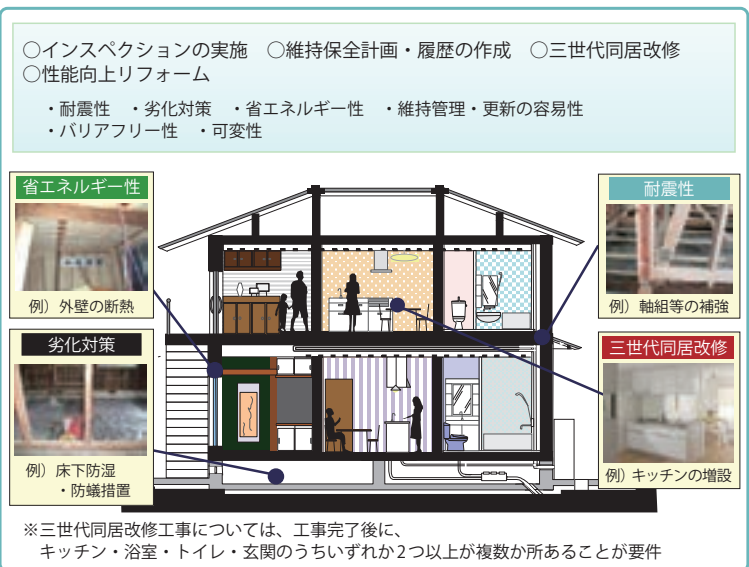 ○インスペクションの実施　○維持保全計画・履歴の作成　○三世代同居改修
○性能向上リフォーム
・耐震性　・劣化対策　・省エネルギー性　・維持管理・更新の容易性
・バリアフリー性　・可変性
省エネルギー性
例）外壁の断熱
耐震性
例）軸組等の補強
劣化対策
例）床下防湿
・防蟻措置
三世代同居改修
例）キッチンの増設
※三世代同居改修工事については、工事完了後に、
キッチン・浴室・トイレ・玄関のうちいずれか2つ以上が複数か所あることが要件